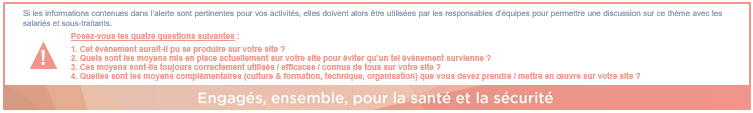 Si les informations contenues dans l'alerte sont pertinentes pour vos activités, elles doivent alors être utilisées par les responsables d'équipes pour permettre une discussion sur ce thème avec les
salariés et sous-traitants.
Posez-vous les quatre questions suivantes :
1. Cet évènement aurait-il pu se produire sur votre site ?
2. Quels sont les moyens mis en place actuellement sur votre site pour éviter qu'un tel évènement survienne ?
3. Ces moyens sont-ils toujours correctement utilisés / efficaces / connus de tous sur votre site ?
4. Quelles sont les moyens complémentaires (culture & formation, technique, organisation) que vous devez prendre / mettre en œuvre sur votre site ?
!
Engagés, ensemble, pour la santé et la sécurité